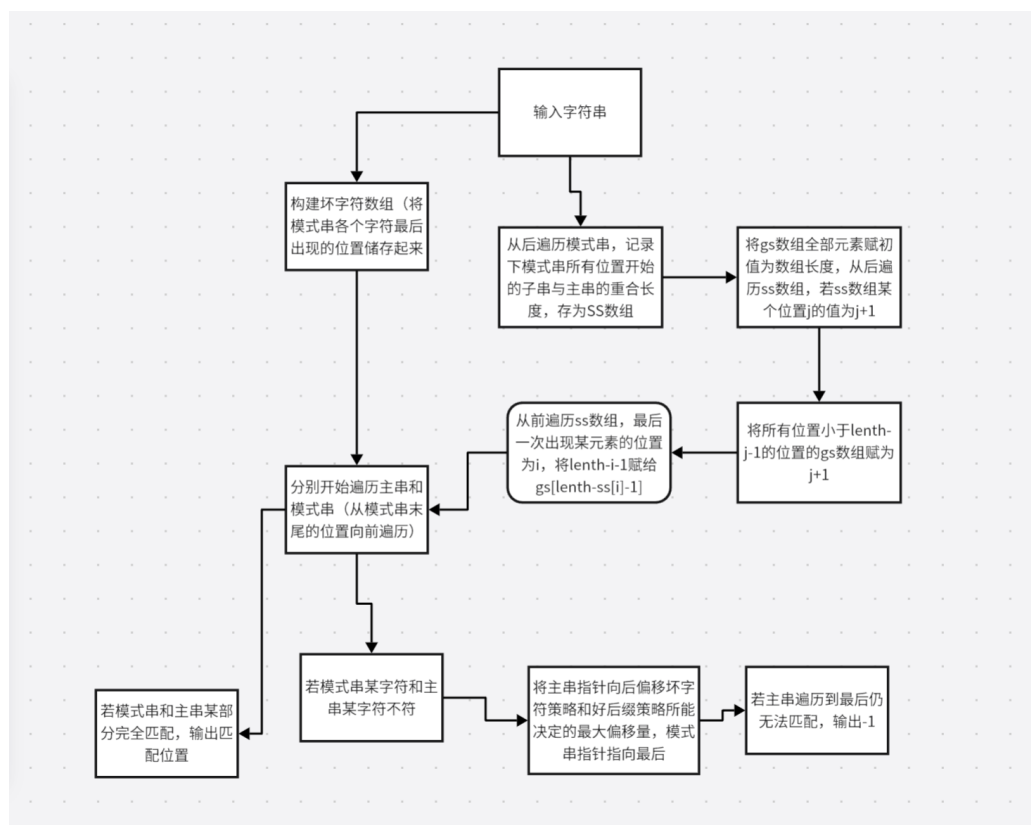 输入字符串
构建坏字符数组（将
模式串各个字符最后
出现的位置储存起来
从后遍历模式串，记录
下模式串所有位置开始
的子串与主串的重合长
度，存为SS数组
将gs数组全部元素赋初
值为数组长度，从后遍
历ss数组，若ss数组某
个位置j的值为j+1
从前遍历ss数组，最后
一次出现某元素的位置
为i，将lenth-i-1赋给
gs[lenth-ss[i]-1]
将所有位置小于lenth-
j-1的位置的gs数组赋为
j+1
分别开始遍历主串和
模式串（从模式串末
尾的位置向前遍历）
若模式串和主串某部
分完全匹配，输出匹
配位置
若模式串某字符和主
串某字符不符
将主串指针向后偏移坏字
符策略和好后缀策略所能
决定的最大偏移量，模式
串指针指向最后
若主串遍历到最后仍
无法匹配，输出-1